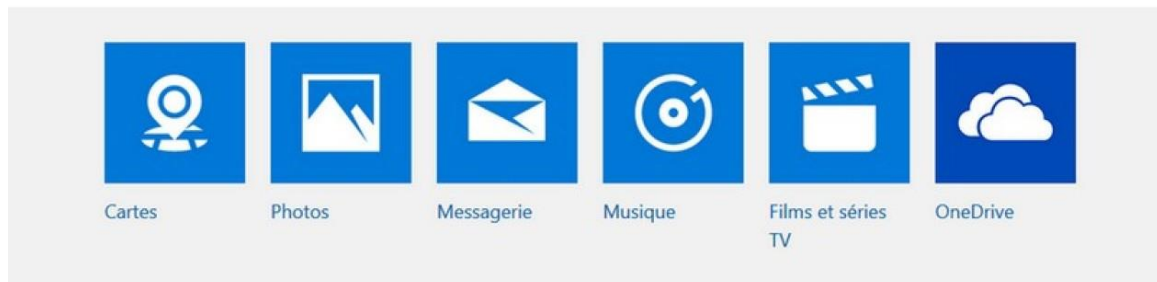 Cartes
Photos
Messagerie
Musique
Films et séries
TV
OneDrive